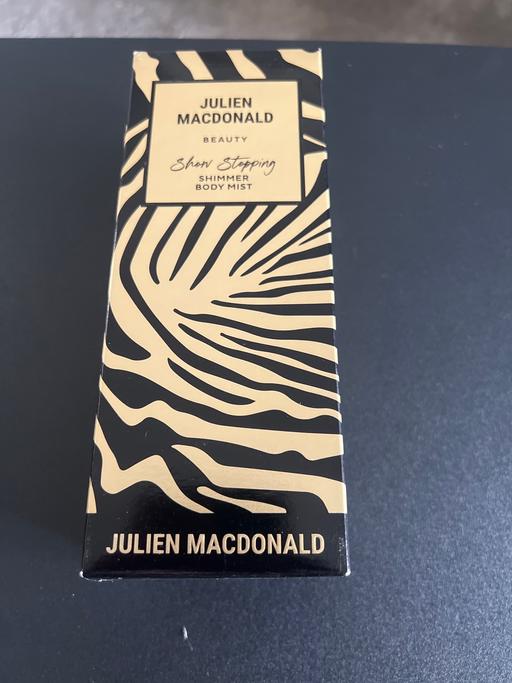 JULIEN
MACDONALD
BEAUTY
Show Stopping
SHIMMER
BODY MIST
JULIEN MACDONALD